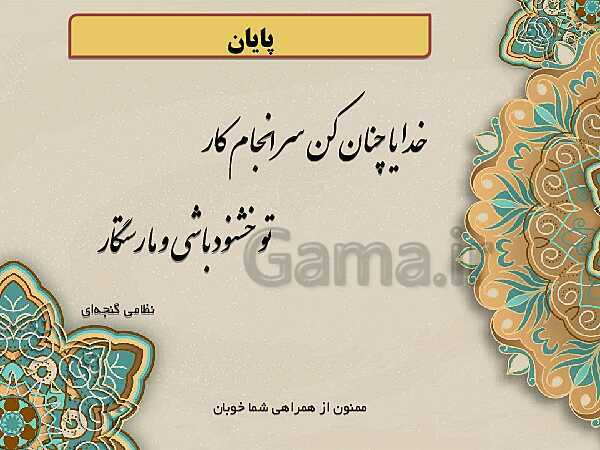 پایان
خدایا چنان کن سرانجام کار
تو خشنود باشی و ما رستگار
Gama.ir
نظامی گنجه‌ای
ممنون از همراهی شما خوبان